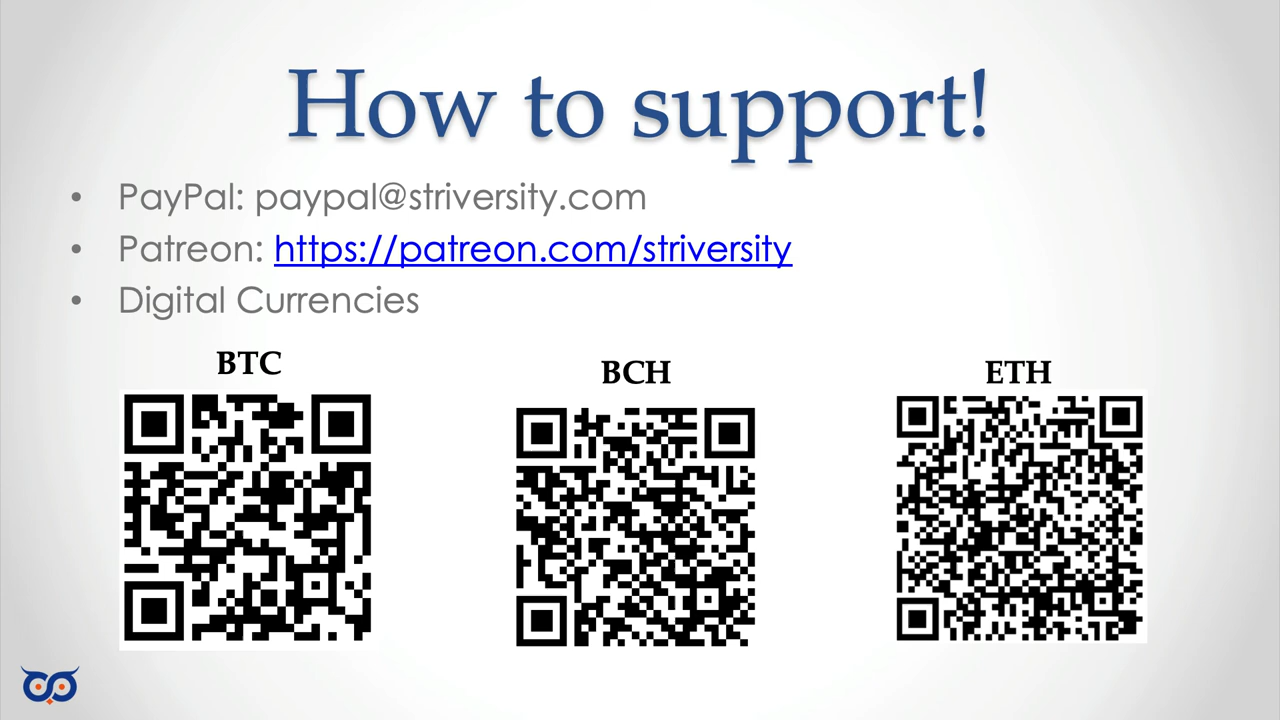 How to support!
• PayPal: paypal@striversity.com
• Patreon: https://patreon.com/striversity
• Digital Currencies
BTC
BCH
ETH